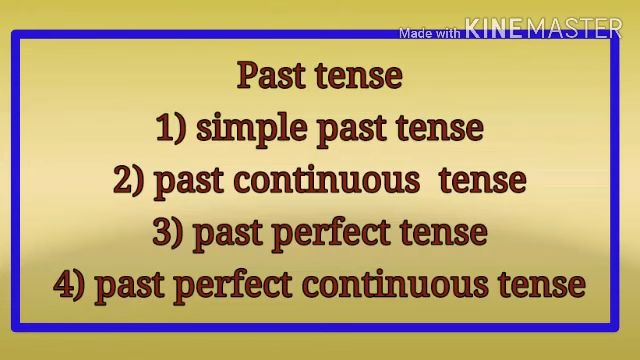 Made with KINEMASTER
Past tense
1) simple past tense
2) past continuous tense
3) past perfect tense
4) past perfect continuous tense